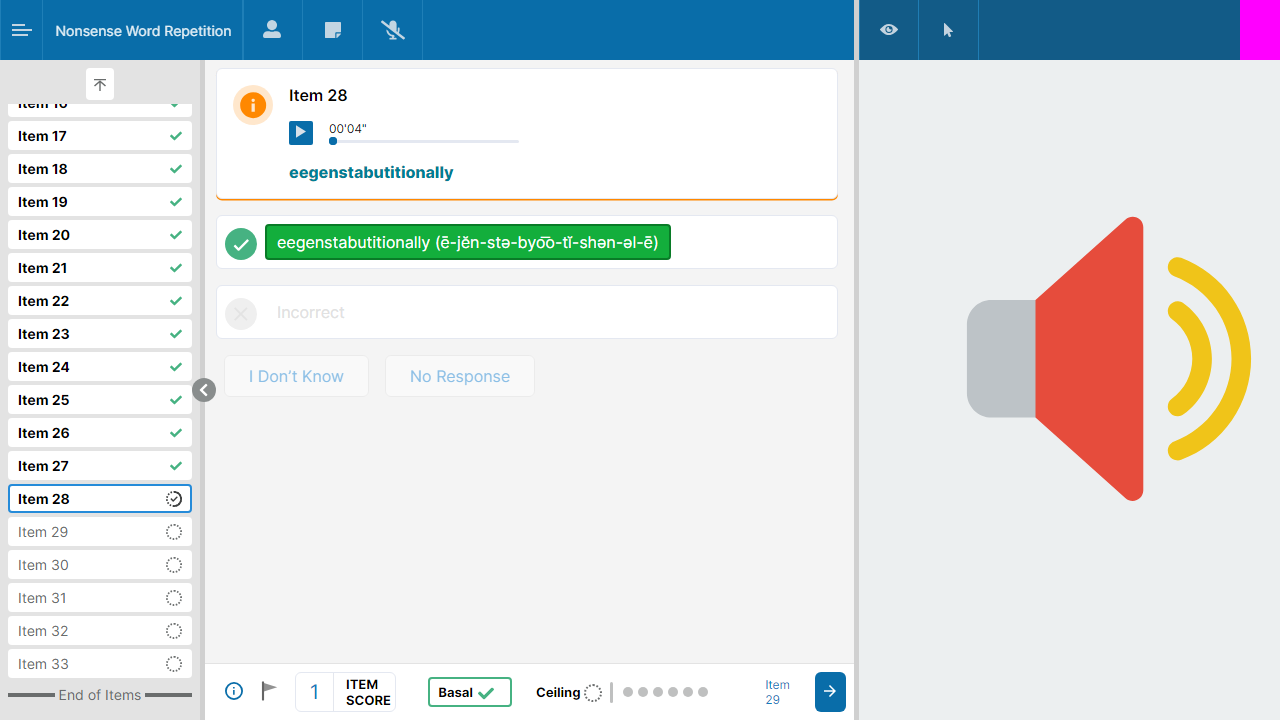 Nonsense Word Repetition
Item 16
Item 17
Item 18
Item 19
Item 20
Item 21
Item 22
Item 23
Item 24
Item 25
Item 26
Item 27
Item 28
Item 29
Item 30
Item 31
Item 32
Item 33
End of Items
Item 28
00'04"
eegenstabutitionally
eegenstabutitionally (ē-jĕn-stə-byo͞o-tĭ-shən-əl-ē)
Incorrect
I Don't Know
No Response
1
ITEM
SCORE
Basal
Ceiling
Item
29